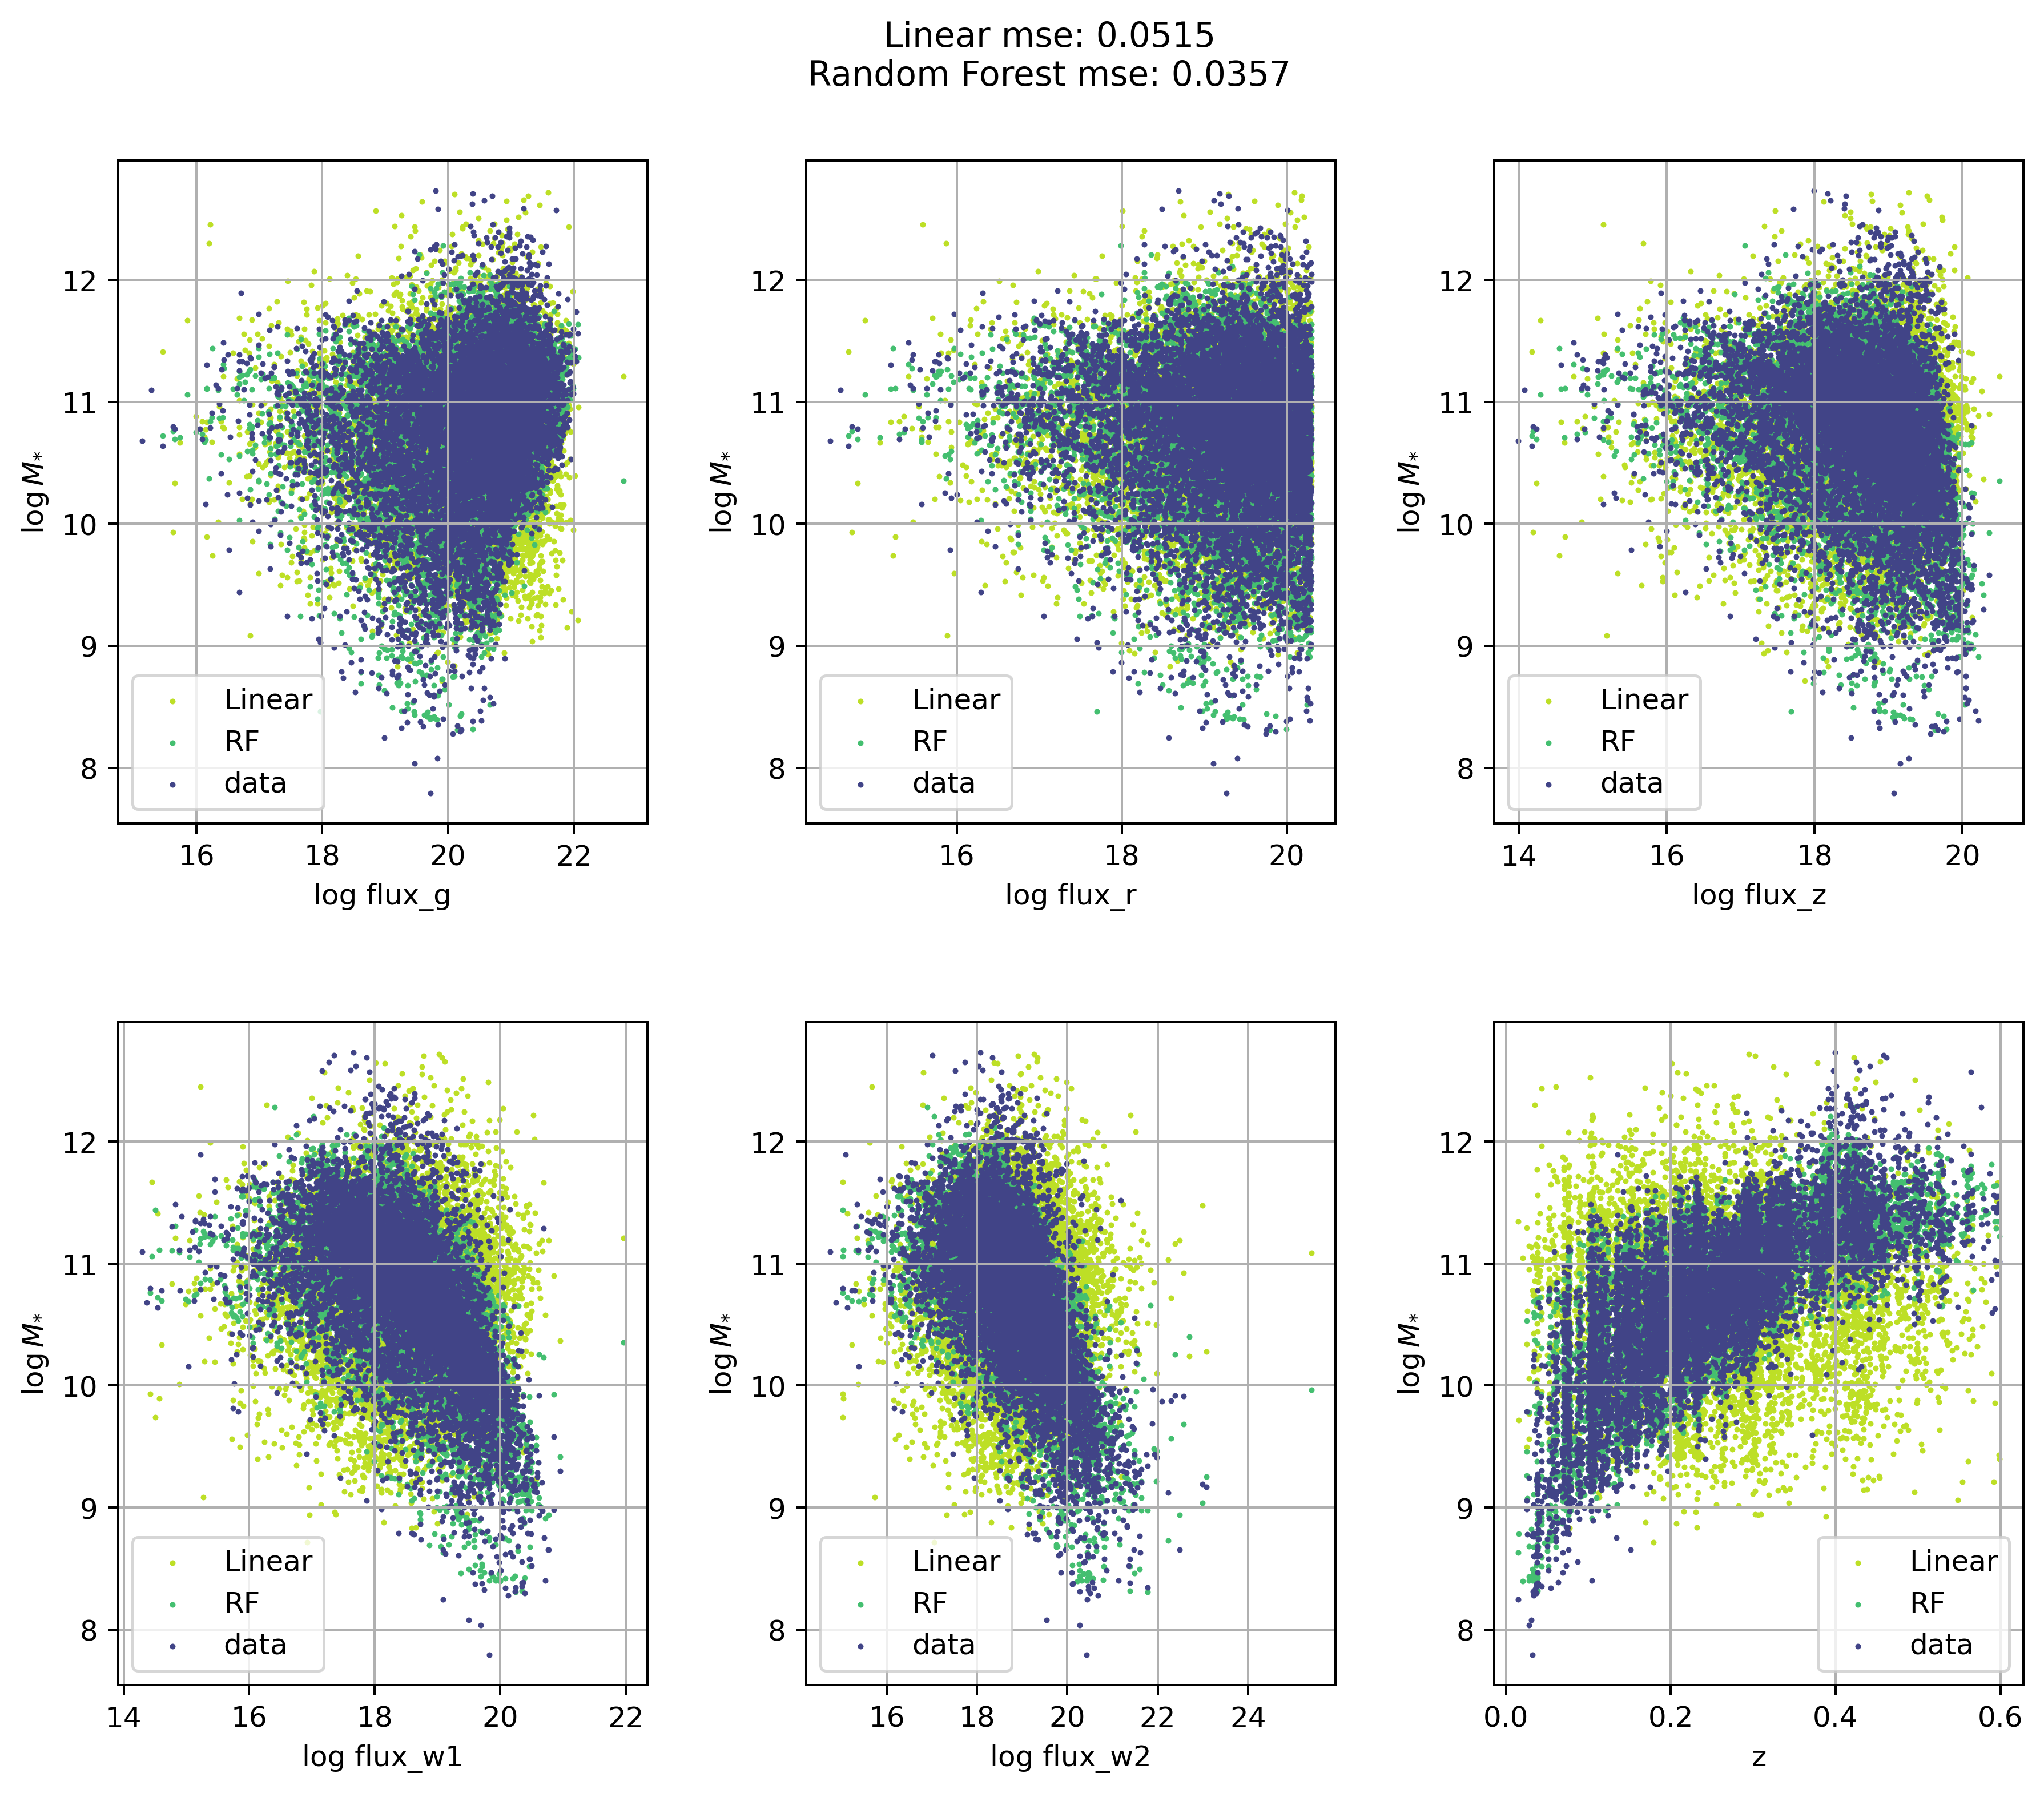 Linear mse: 0.0515
Random Forest mse: 0.0357
12
11
10
9
8
log M*
16 18 20 22
log flux_g
Linear
RF
data
12
11
10
9
8
log M*
16 18 20
log flux_r
Linear
RF
data
12
11
10
9
8
log M*
14 16 18 20
log flux_z
Linear
RF
data
12
11
10
9
8
log M*
14 16 18 20 22
log flux_w1
Linear
RF
data
12
11
10
9
8
log M*
16 18 20 22 24
log flux_w2
Linear
RF
data
12
11
10
9
8
log M*
0.0 0.2 0.4 0.6
z
Linear
RF
data